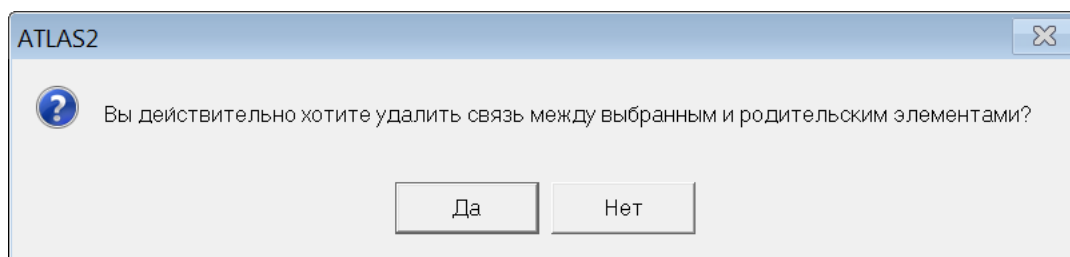 ATLAS2
Вы действительно хотите удалить связь между выбранным и родительским элементами?
Да
Нет